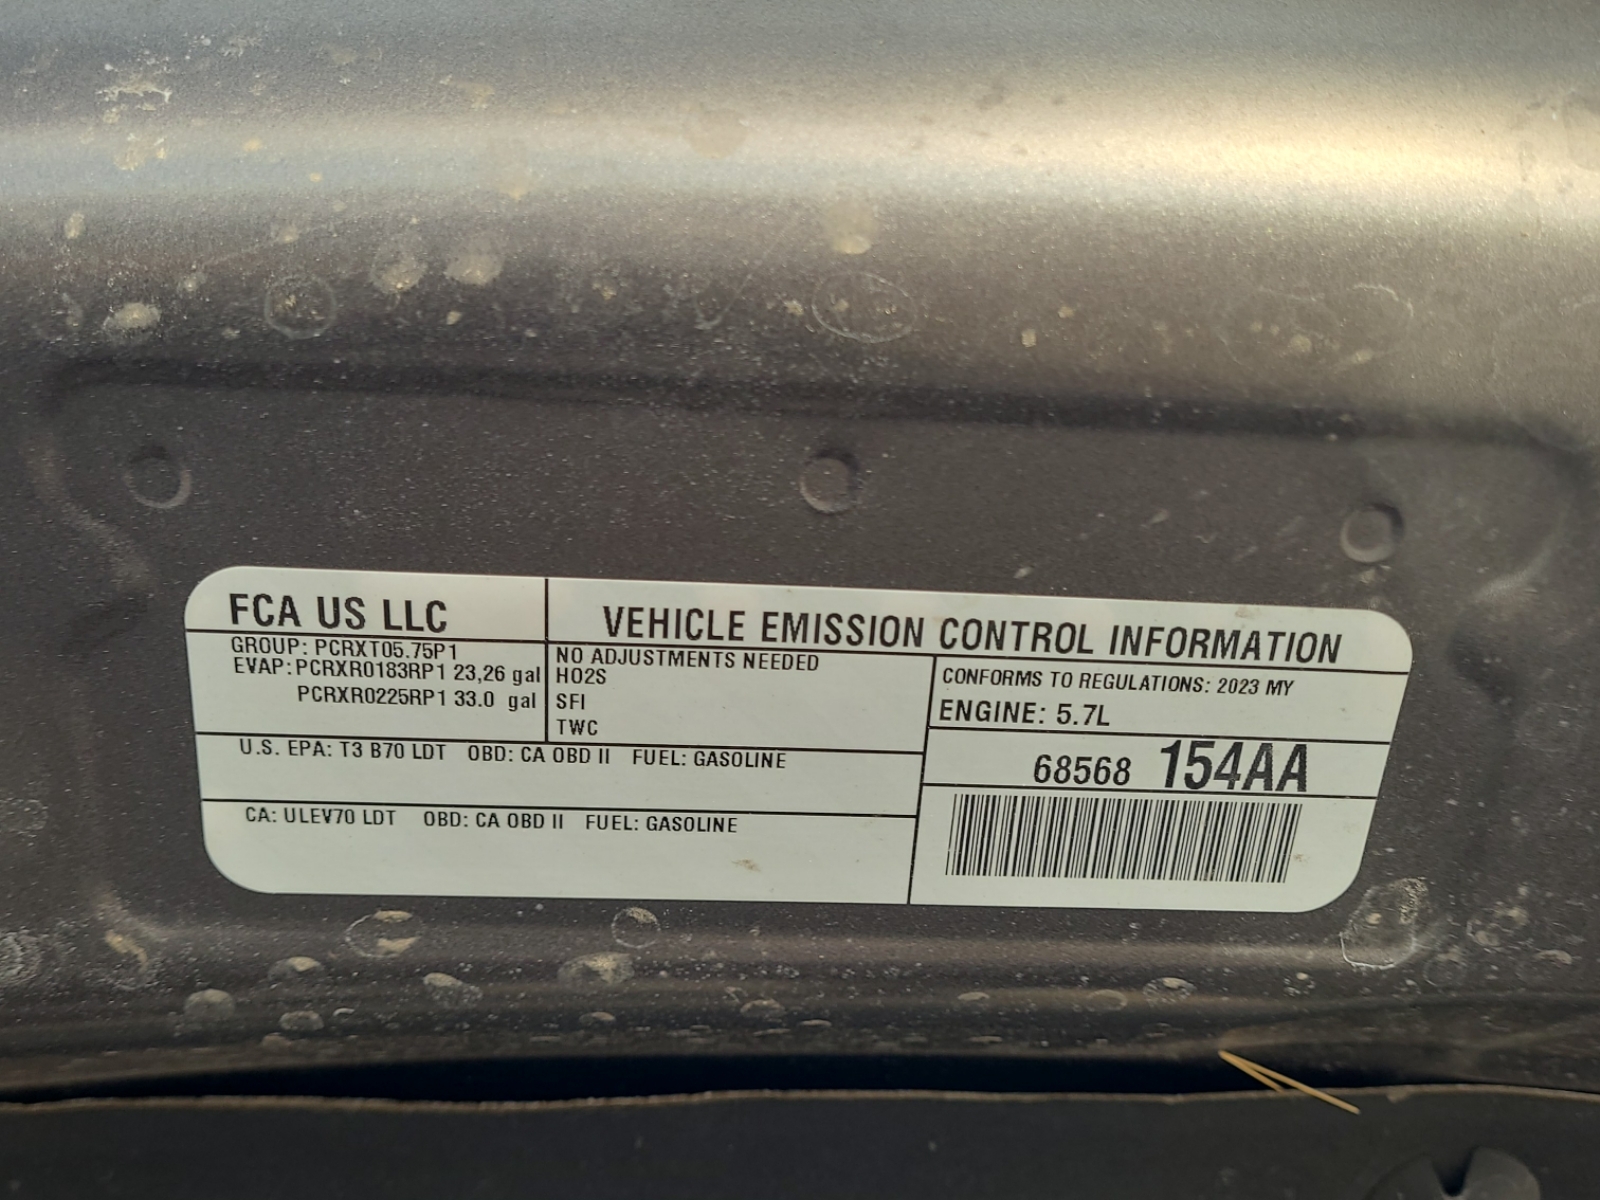 FCA US LLC
VEHICLE EMISSION CONTROL INFORMATION
GROUP: PCRXT05.75P1
EVAP: PCRXR0183RP1 23,26 gal
PCRXR0225RP1 33.0 gal
NO ADJUSTMENTS NEEDED
HO2S
SFI
TWC
CONFORMS TO REGULATIONS: 2023 MY
ENGINE: 5.7L
U.S. EPA: T3 B70 LDT OBD: CA OBD II FUEL: GASOLINE
68568 154AA
CA: ULEV70 LDT OBD: CA OBD II FUEL: GASOLINE